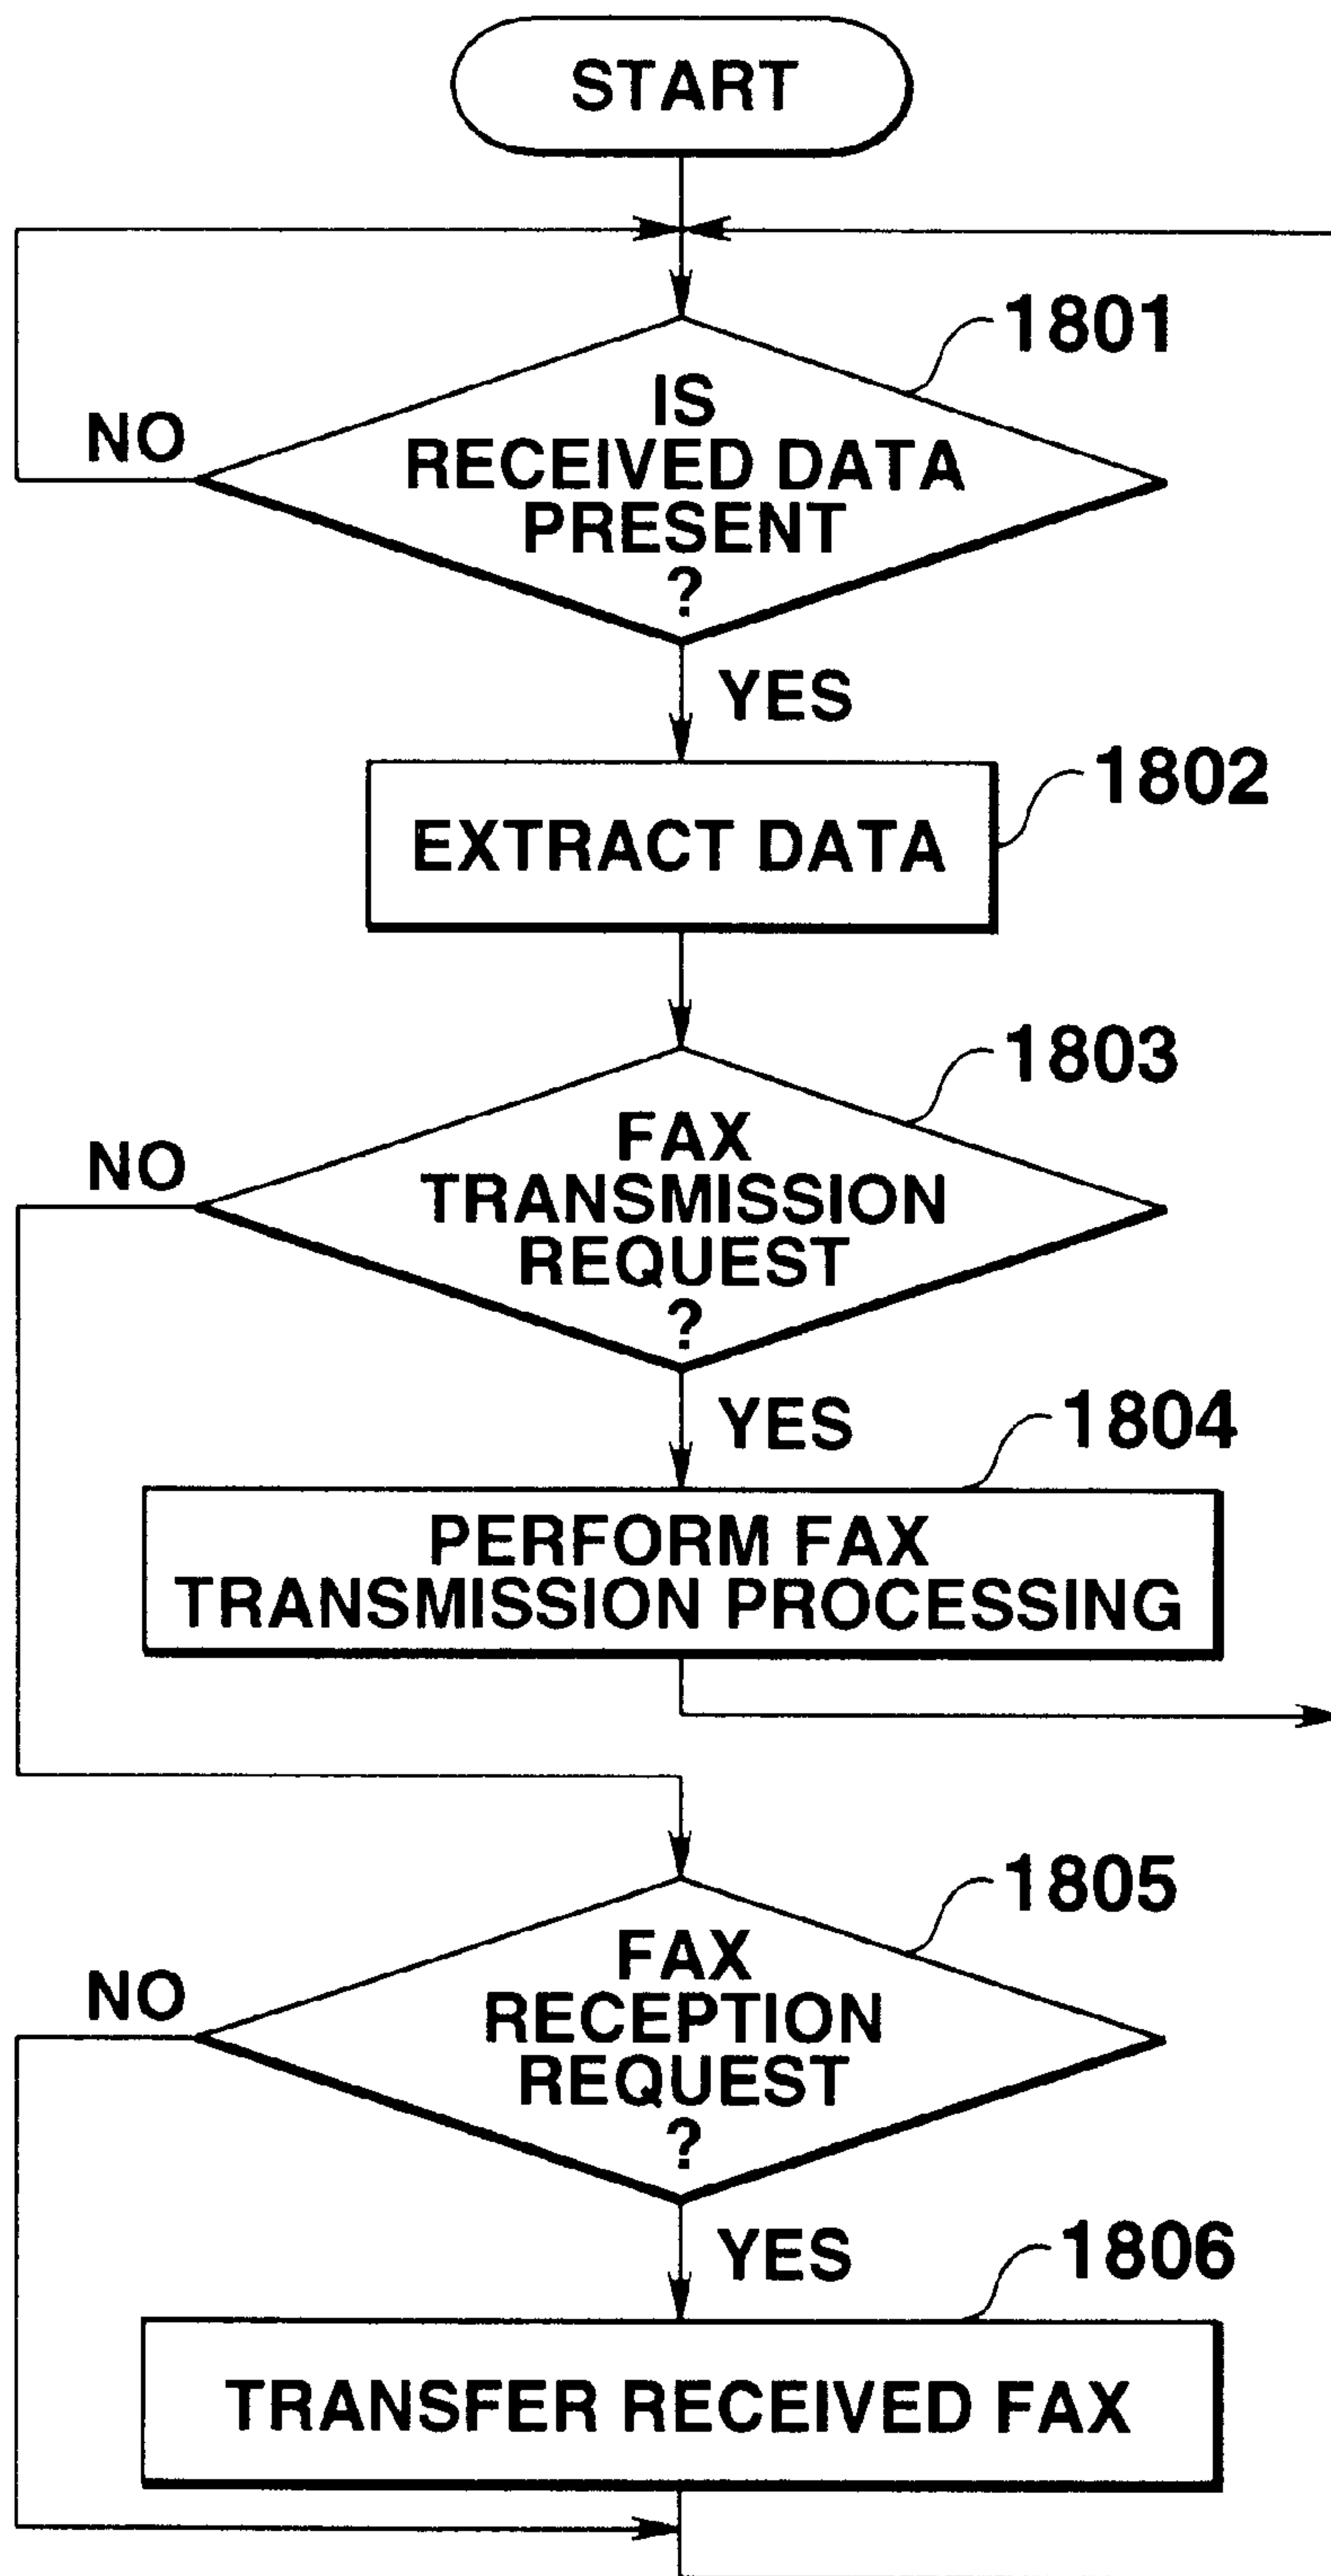 START
1801
IS
RECEIVED DATA
PRESENT
?
NO
YES
1802
EXTRACT DATA
1803
FAX
TRANSMISSION
REQUEST
?
NO
YES
1804
PERFORM FAX
TRANSMISSION PROCESSING
1805
FAX
RECEPTION
REQUEST
?
NO
YES
1806
TRANSFER RECEIVED FAX